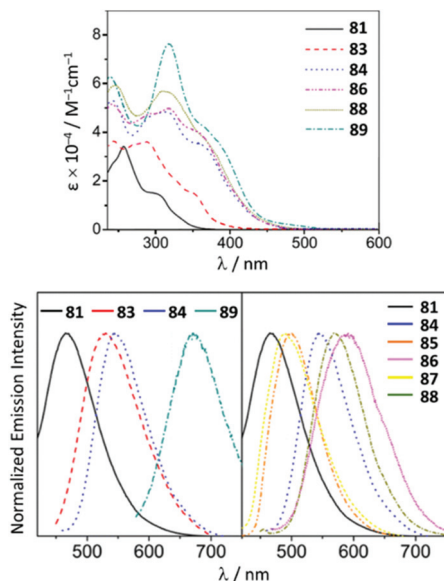 ε × 10⁻⁴ / M⁻¹cm⁻¹
8
6
4
2
0
81
83
84
86
88
89
300 400 500 600
λ / nm
Normalized Emission Intensity
81 83 84 89
81
84
85
86
87
88
500 600 700 500 600 700
λ / nm